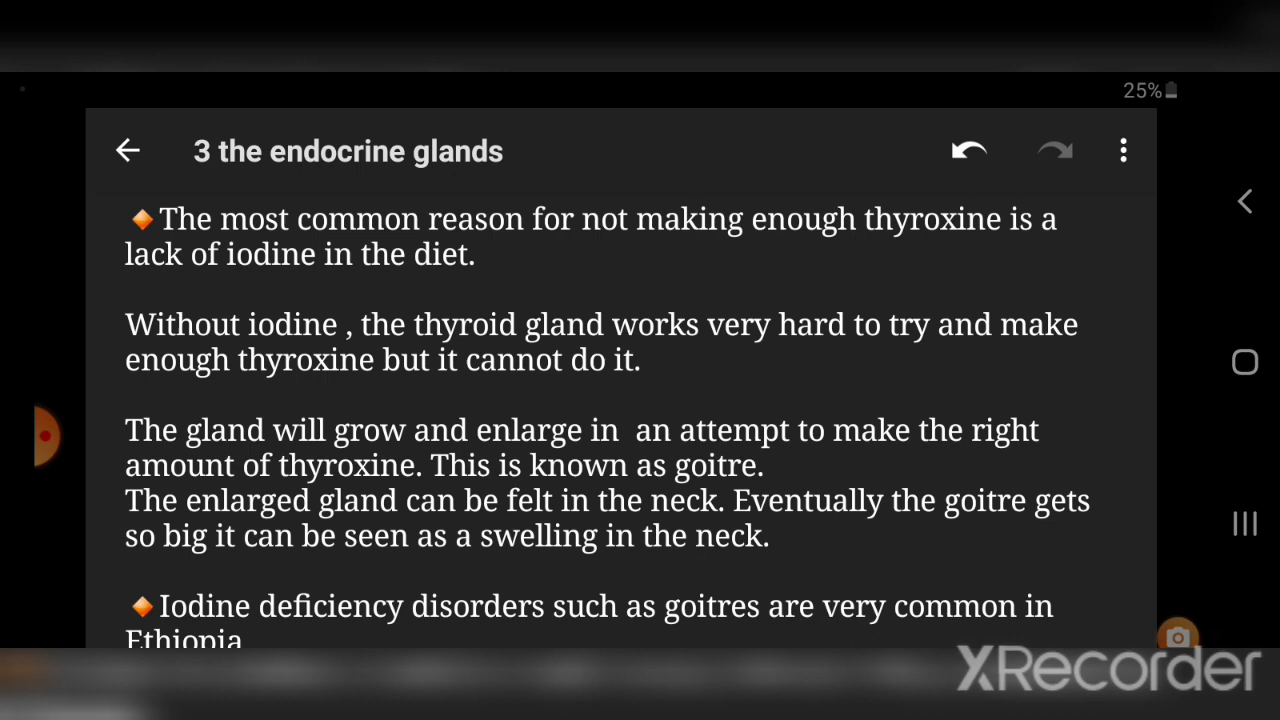 25%
3 the endocrine glands
🔸The most common reason for not making enough thyroxine is a
lack of iodine in the diet.
Without iodine , the thyroid gland works very hard to try and make
enough thyroxine but it cannot do it.
The gland will grow and enlarge in  an attempt to make the right
amount of thyroxine. This is known as goitre.
The enlarged gland can be felt in the neck. Eventually the goitre gets
so big it can be seen as a swelling in the neck.
🔸Iodine deficiency disorders such as goitres are very common in
Ethiopia
XRecorder